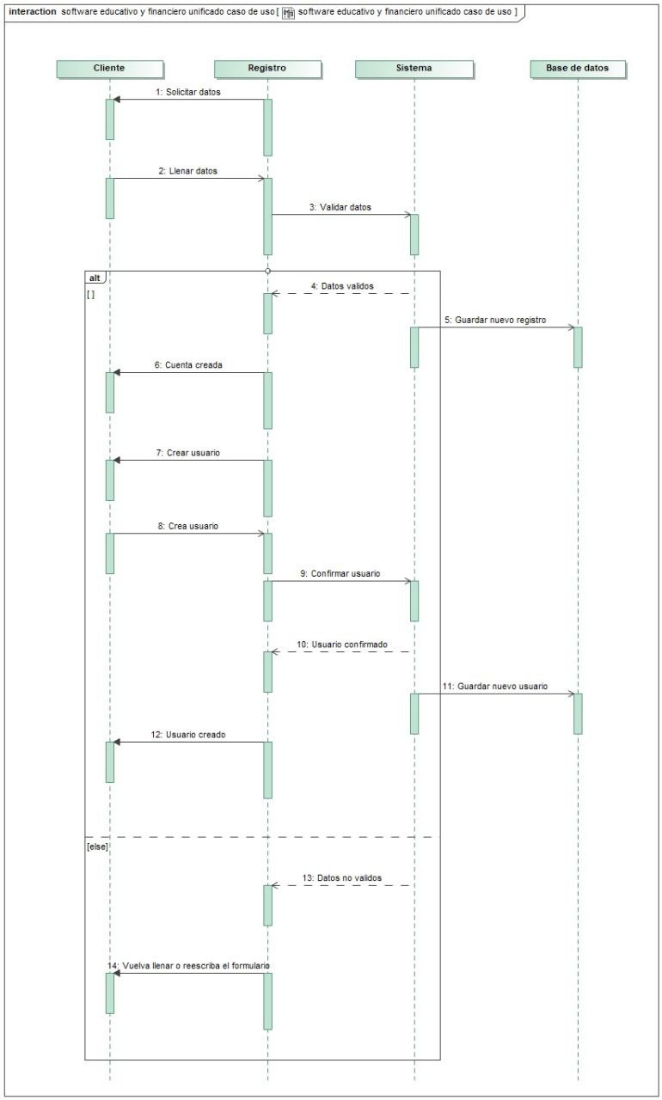 interaction software educativo y financiero unificado caso de uso [ software educativo y financiero unificado caso de uso ]
Cliente Registro Sistema Base de datos
1: Solicitar datos
2: Llenar datos
3: Validar datos
alt
[ ]
4: Datos validos
5: Guardar nuevo registro
6: Cuenta creada
7: Crear usuario
8: Crea usuario
9: Confirmar usuario
10: Usuario confirmado
11: Guardar nuevo usuario
12: Usuario creado
[else]
13: Datos no validos
14: Vuelva llenar o reescriba el formulario